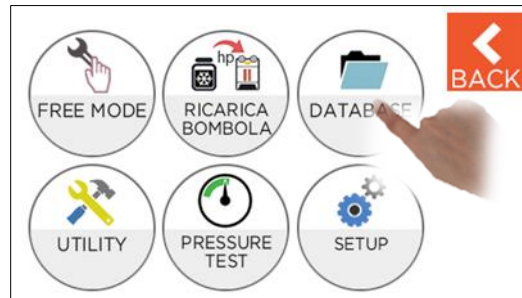 FREE MODE
hp
RICARICA
BOMBOLA
DATABASE
BACK
UTILITY
PRESSURE
TEST
SETUP